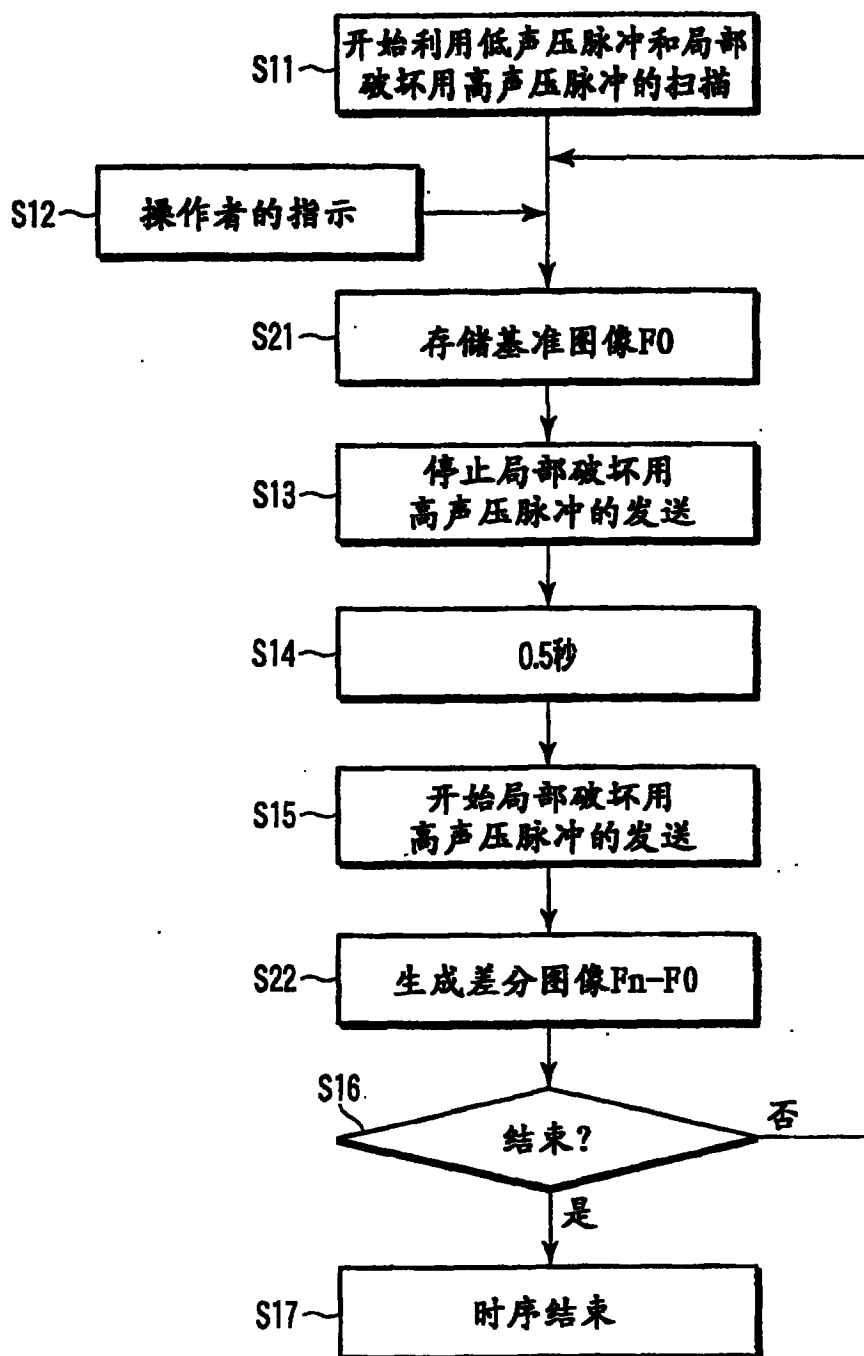 S11
开始利用低声压脉冲和局部
破坏用高声压脉冲的扫描
S12
操作者的指示
S21
存储基准图像F0
S13
停止局部破坏用
高声压脉冲的发送
S14
0.5秒
S15
开始局部破坏用
高声压脉冲的发送
S22
生成差分图像Fn-F0
S16
结束?
否
是
S17
时序结束